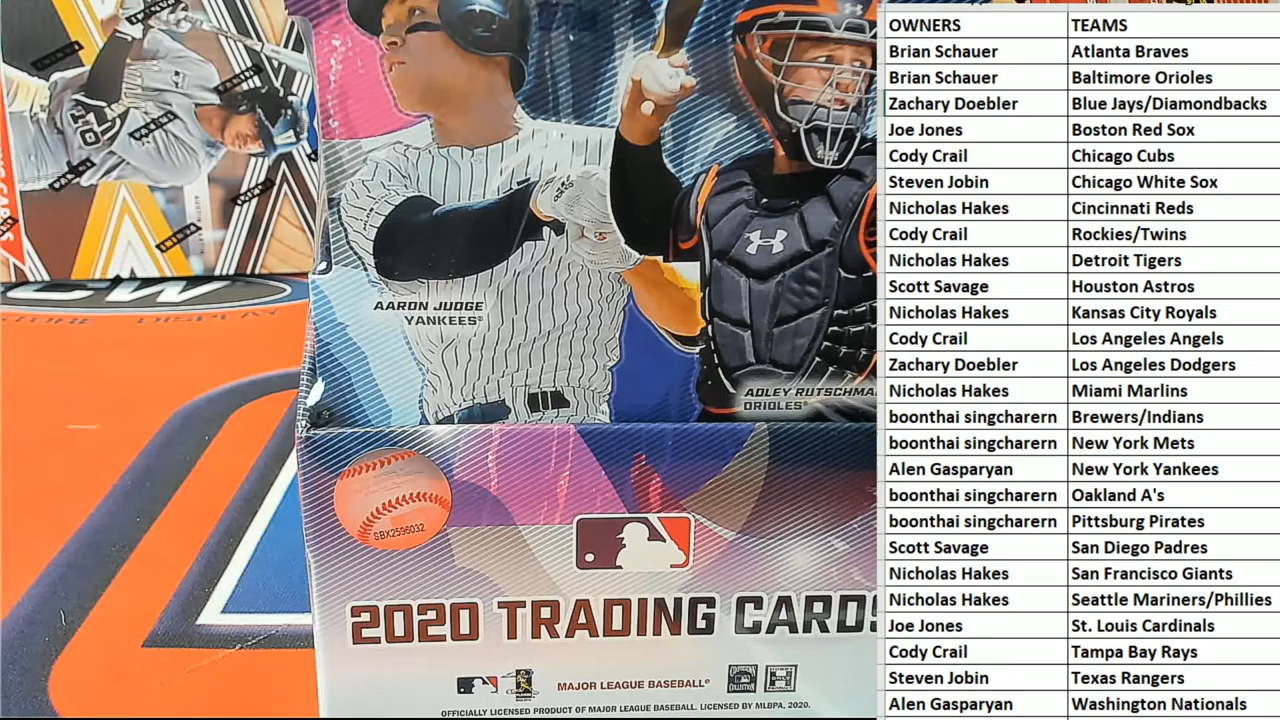 AARON JUDGE
YANKEES®
ADLEY RUTSCHMA
ORIOLES®
SBX2596032
2020 TRADING CARDS
MAJOR LEAGUE BASEBALL®
OFFICIALLY LICENSED PRODUCT OF MAJOR LEAGUE BASEBALL. LICENSED BY MLBPA, 2020.
CW
STORE DISPLAY
PANINI
OWNERS TEAMS
Brian Schauer Atlanta Braves
Brian Schauer Baltimore Orioles
Zachary Doebler Blue Jays/Diamondbacks
Joe Jones Boston Red Sox
Cody Crail Chicago Cubs
Steven Jobin Chicago White Sox
Nicholas Hakes Cincinnati Reds
Cody Crail Rockies/Twins
Nicholas Hakes Detroit Tigers
Scott Savage Houston Astros
Nicholas Hakes Kansas City Royals
Cody Crail Los Angeles Angels
Zachary Doebler Los Angeles Dodgers
Nicholas Hakes Miami Marlins
boonthai singcharern Brewers/Indians
boonthai singcharern New York Mets
Alen Gasparyan New York Yankees
boonthai singcharern Oakland A's
boonthai singcharern Pittsburg Pirates
Scott Savage San Diego Padres
Nicholas Hakes San Francisco Giants
Nicholas Hakes Seattle Mariners/Phillies
Joe Jones St. Louis Cardinals
Cody Crail Tampa Bay Rays
Steven Jobin Texas Rangers
Alen Gasparyan Washington Nationals